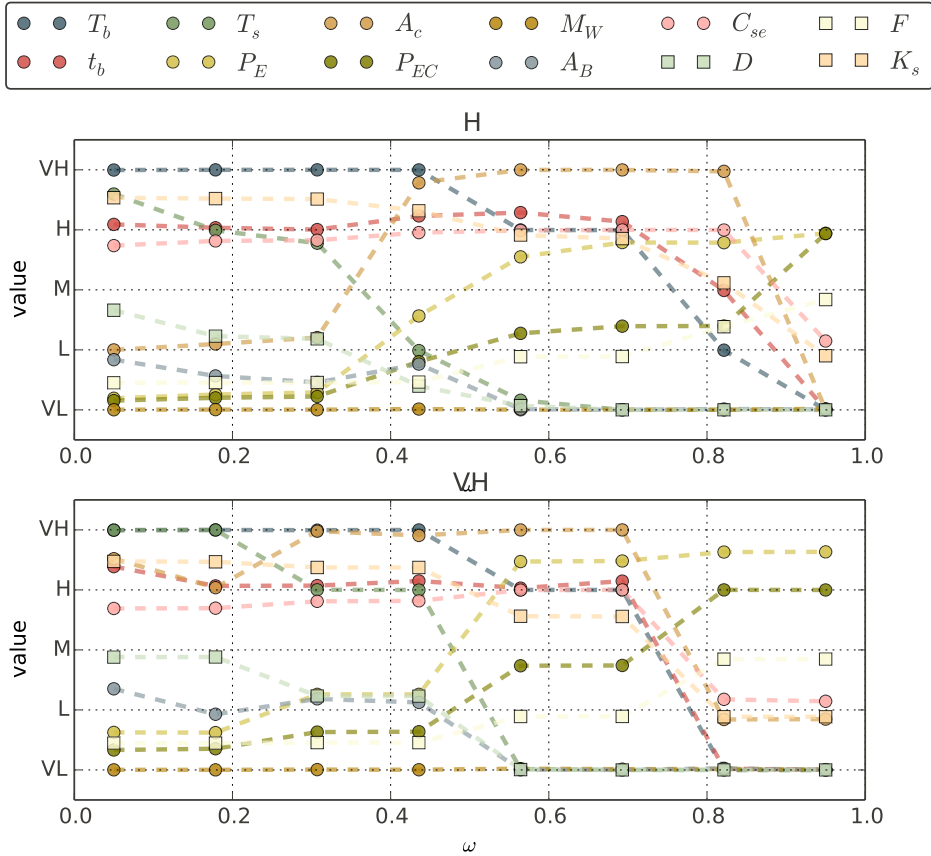 T_b T_s A_c M_W C_se F
t_b P_E P_EC A_B D K_s
H
VH
H
value
M
L
VL
0.0 0.2 0.4 0.6 0.8 1.0
ω
VH
VH
H
value
M
L
VL
0.0 0.2 0.4 0.6 0.8 1.0
ω